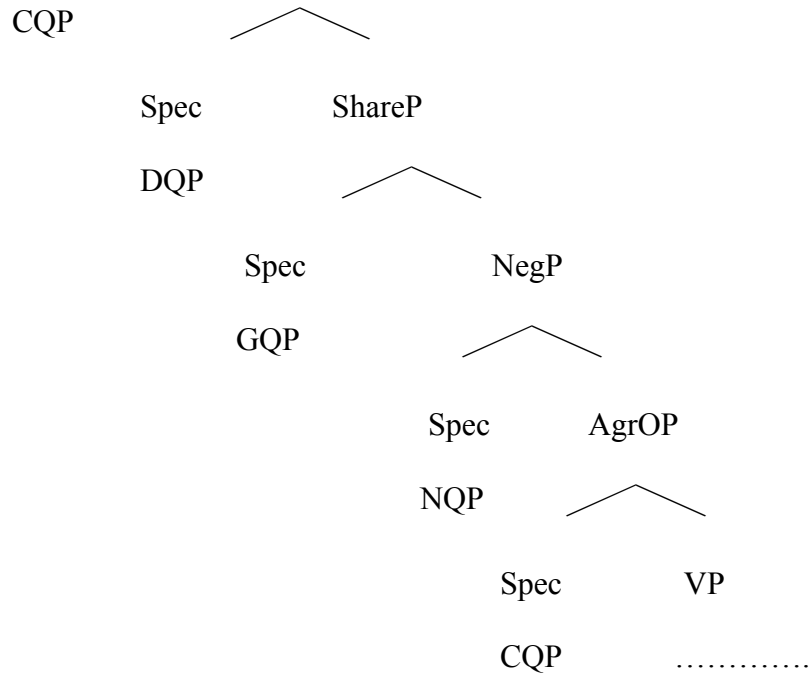 CQP
Spec ShareP
DQP
Spec NegP
GQP
Spec AgrOP
NQP
Spec VP
CQP .............